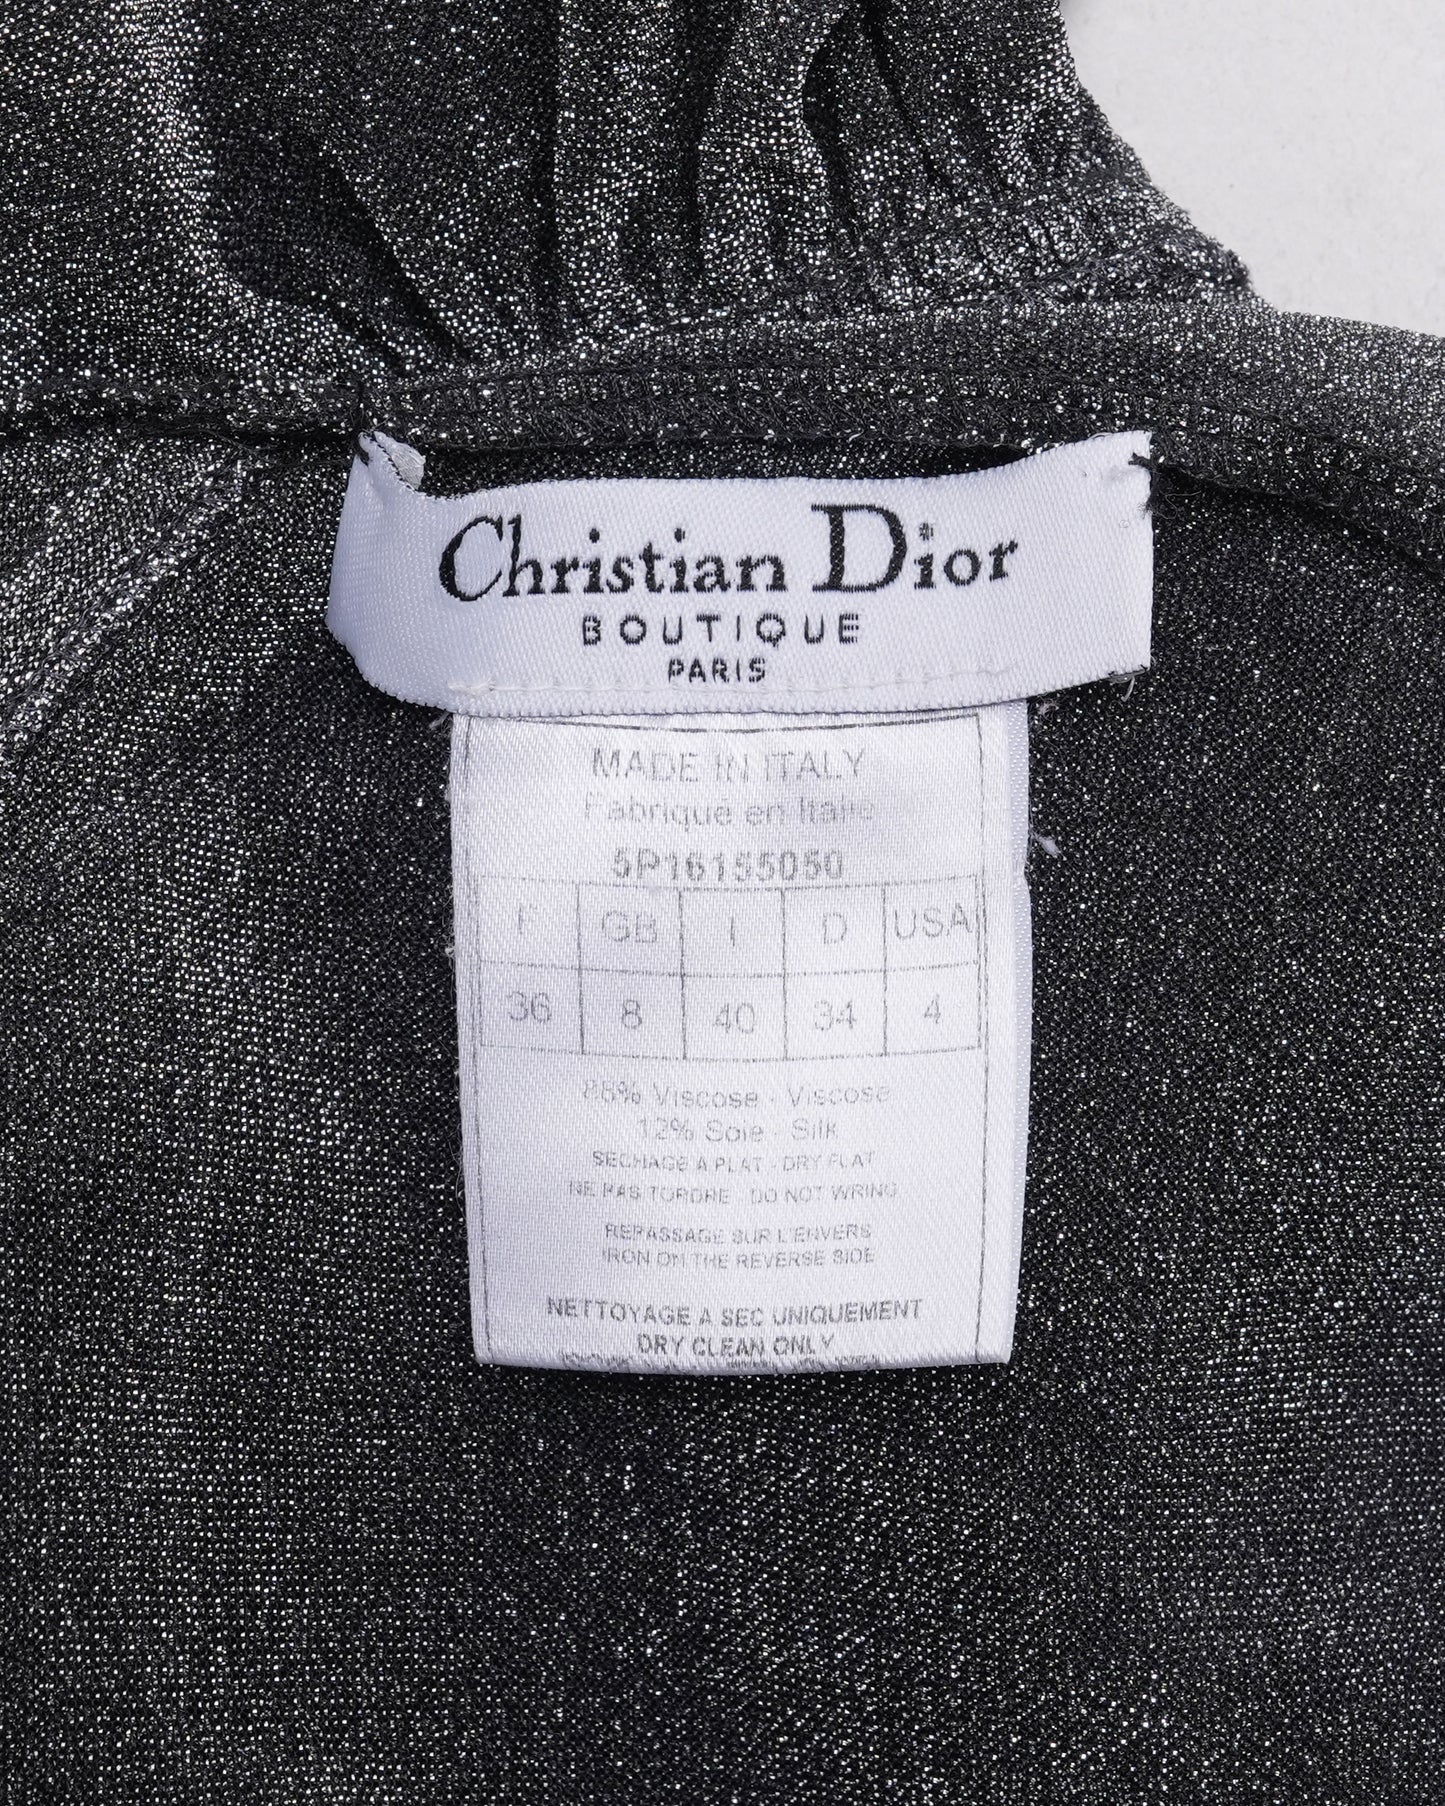 Christian Dior
BOUTIQUE
PARIS
MADE IN ITALY
Fabriqué en Italie
5P16155050
F GB I D USA
36 8 40 34 4
88% Viscose - Viscose
12% Soie - Silk
SECHAGE A PLAT - DRY FLAT
NE PAS TORDRE DO NOT WRING
REPASSAGE SUR L'ENVERS
IRON ON THE REVERSE SIDE
NETTOYAGE A SEC UNIQUEMENT
DRY CLEAN ONLY